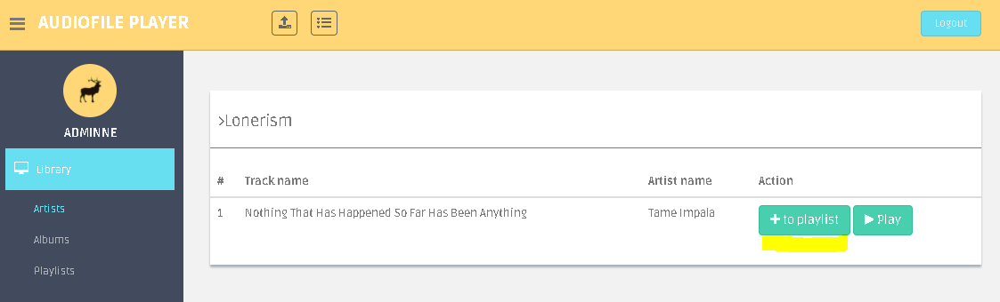 AUDIOFILE PLAYER
Logout
ADMINNE
Library
Artists
Albums
Playlists
>Lonerism
# Track name Artist name Action
1 Nothing That Has Happened So Far Has Been Anything Tame Impala + to playlist Play